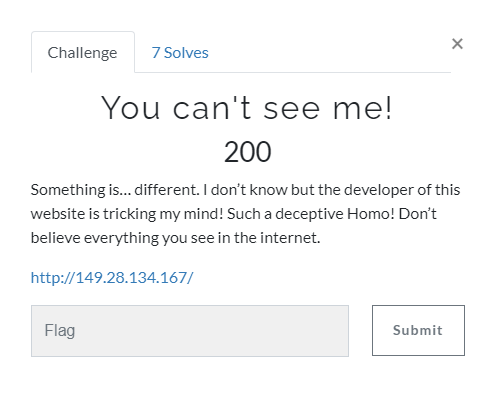 Challenge
7 Solves
×
You can't see me!
200
Something is… different. I don’t know but the developer of this
website is tricking my mind! Such a deceptive Homo! Don’t
believe everything you see in the internet.
http://149.28.134.167/
Flag
Submit